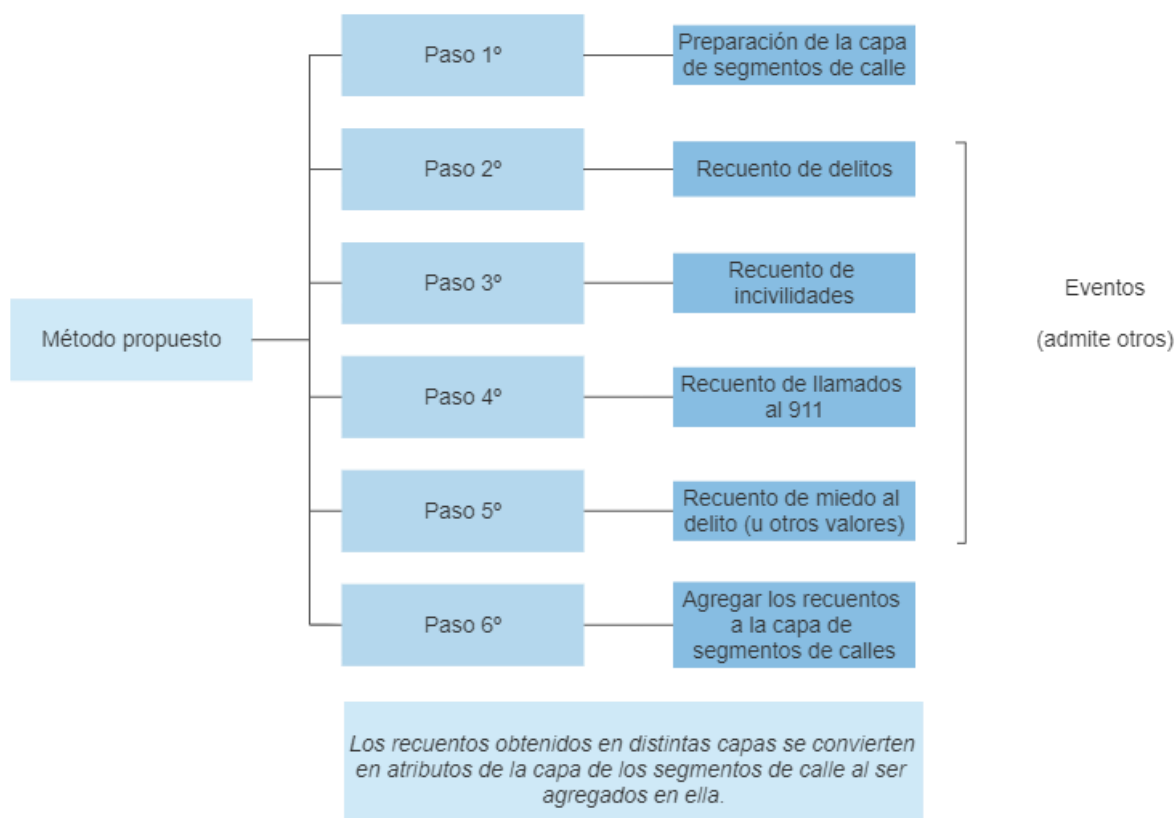 Método propuesto
Paso 1º
Preparación de la capa
de segmentos de calle
Paso 2º
Recuento de delitos
Paso 3º
Recuento de
incivilidades
Paso 4º
Recuento de llamados
al 911
Paso 5º
Recuento de miedo al
delito (u otros valores)
Paso 6º
Agregar los recuentos
a la capa de
segmentos de calles
Eventos
(admite otros)
Los recuentos obtenidos en distintas capas se convierten
en atributos de la capa de los segmentos de calle al ser
agregados en ella.